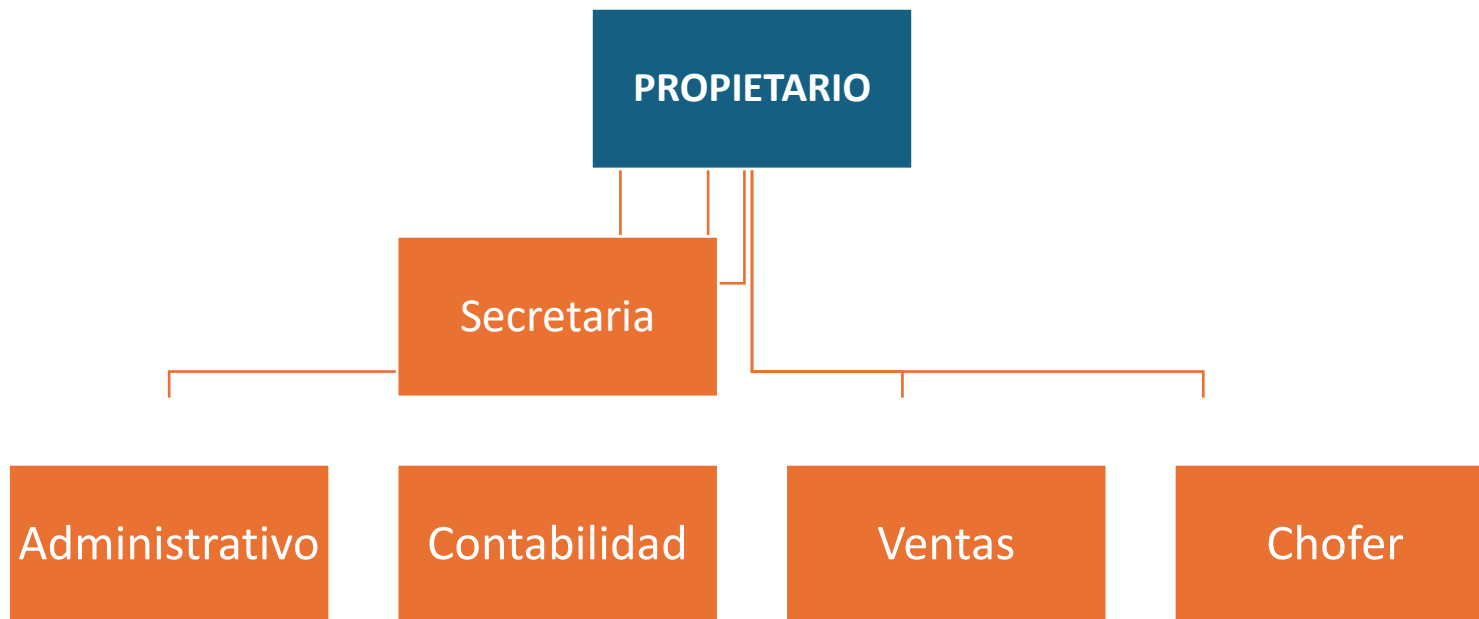 PROPIETARIO
Secretaria
Administrativo
Contabilidad
Ventas
Chofer